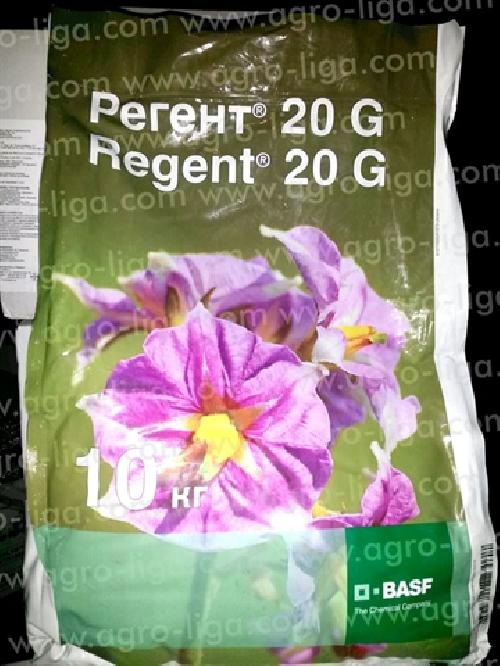 Регент® 20 G
Regent® 20 G
10 кг
BASF
The Chemical Company
www.agro-liga.com